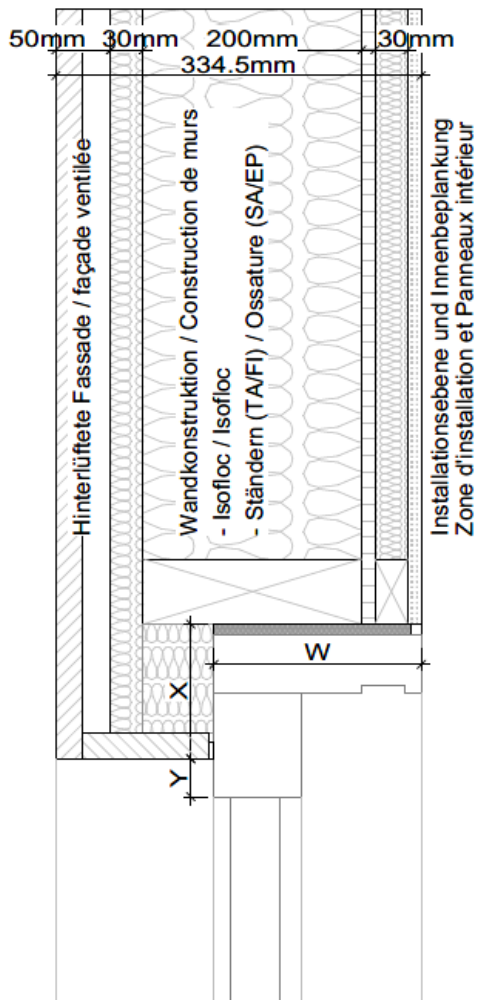 50mm 30mm 200mm 30mm
334.5mm
Hinterlüftete Fassade / façade ventilée
Wandkonstruktion / Construction de murs
- Isofloc / Isofloc
- Ständern (TA/FI) / Ossature (SA/EP)
Installationsebene und Innenbeplankung
Zone d'installation et Panneaux intérieur
W
X
Y